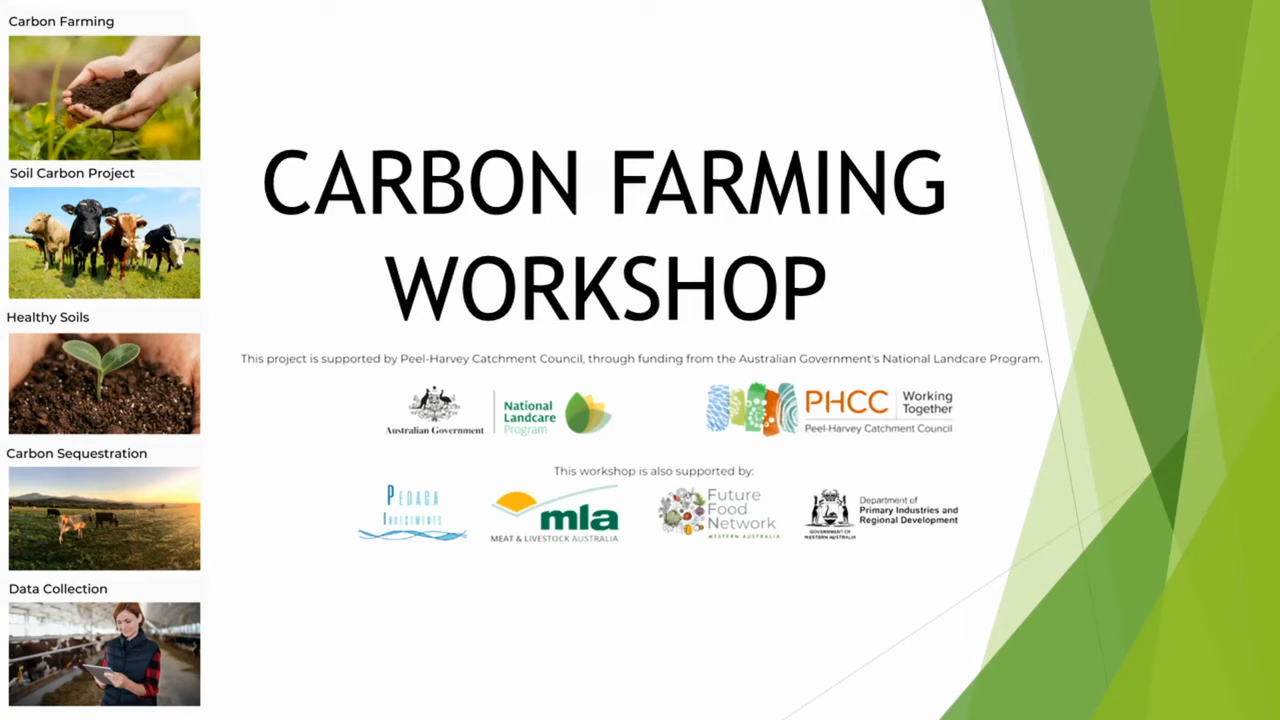 Carbon Farming
Soil Carbon Project
Healthy Soils
Carbon Sequestration
Data Collection
CARBON FARMING
WORKSHOP
This project is supported by Peel-Harvey Catchment Council, through funding from the Australian Government's National Landcare Program.
Australian Government
National
Landcare
Program
PHCC
Working
Together
Peel-Harvey Catchment Council
This workshop is also supported by:
PEDAGA
INVESTMENTS
mla
MEAT & LIVESTOCK AUSTRALIA
Future
Food
Network
WESTERN AUSTRALIA
GOVERNMENT OF
WESTERN AUSTRALIA
Department of
Primary Industries and
Regional Development